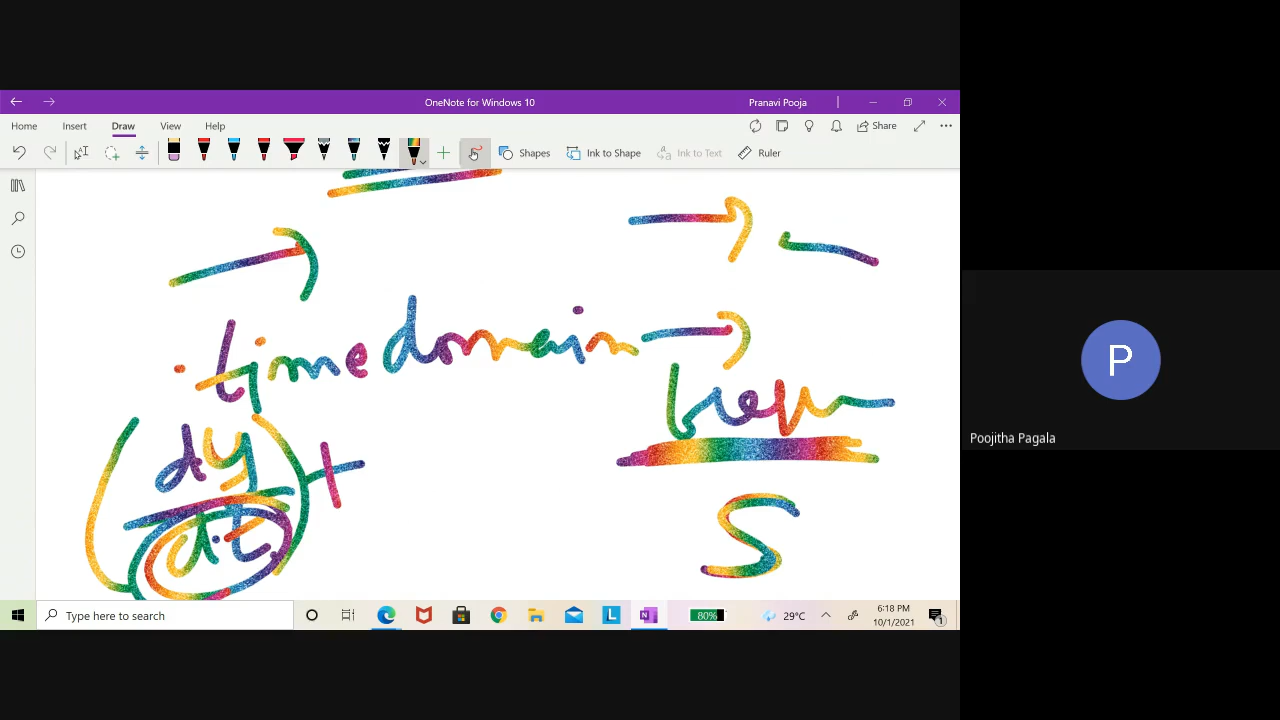 OneNote for Windows 10
Pranavi Pooja
Home Insert Draw View Help
Share
Shapes
Ink to Shape
Ink to Text
Ruler
time domain
dy
dt
+
S
P
Poojitha Pagala
Type here to search
80%
29°C
6:18 PM
10/1/2021
1